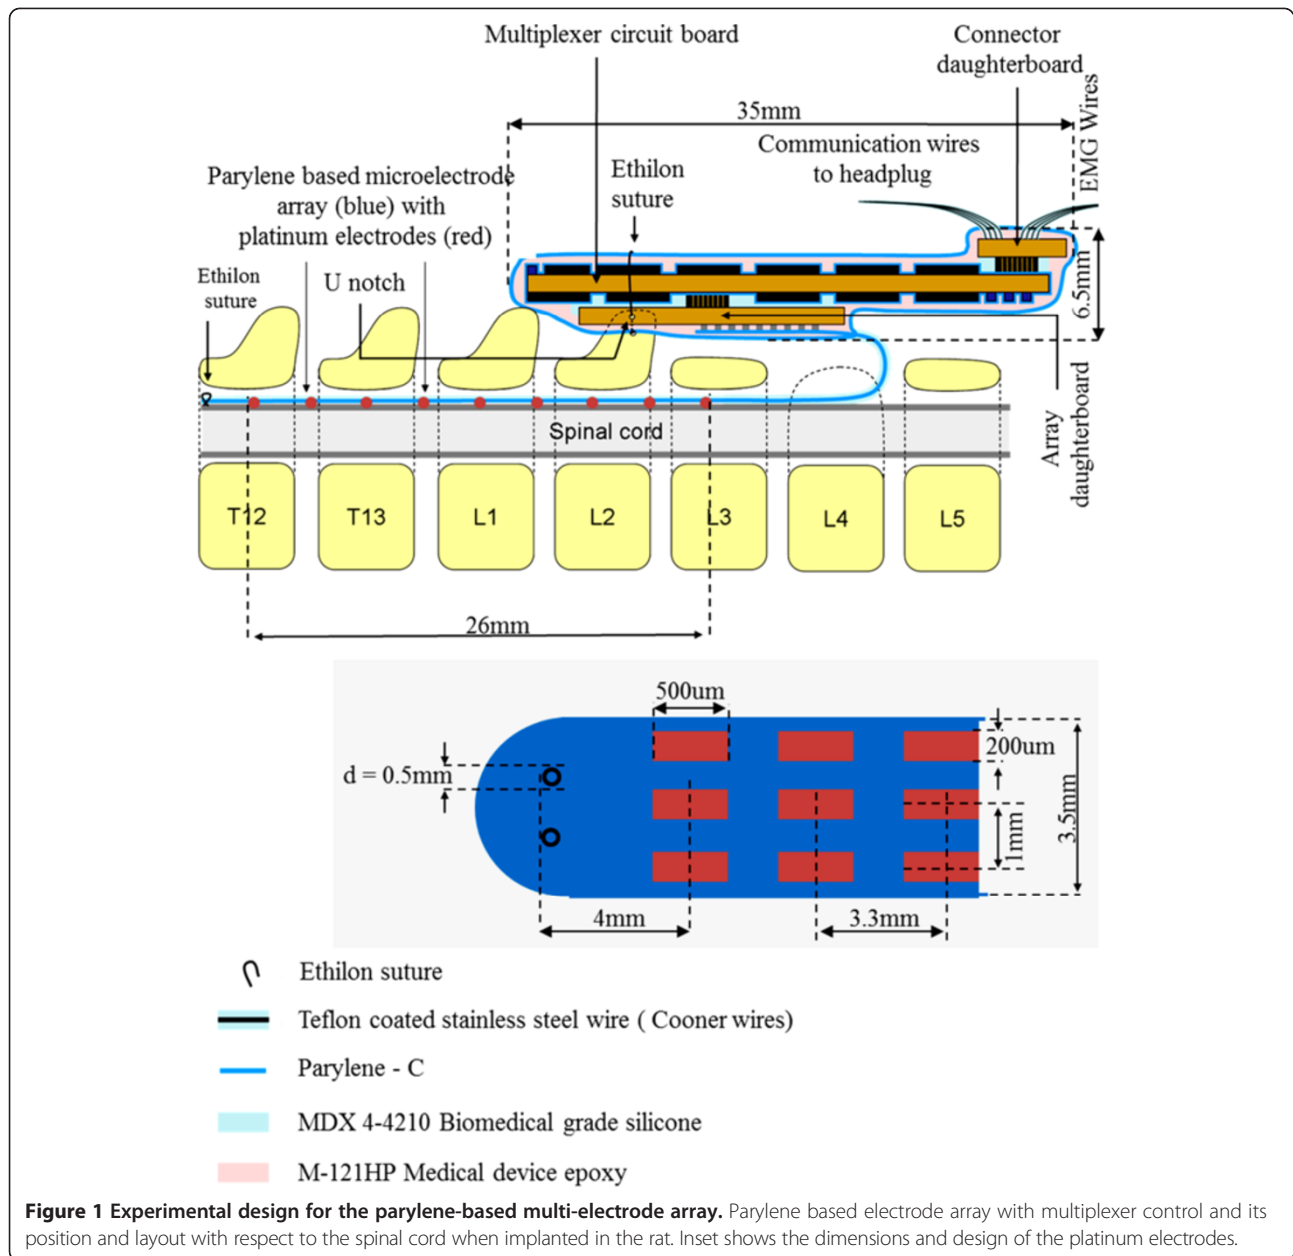 Multiplexer circuit board
Connector
daughterboard
EMG Wires
35mm
Communication wires
to headplug
Ethilon
suture
Parylene based microelectrode
array (blue) with
platinum electrodes (red)
Ethilon
suture
U notch
6.5mm
Array
daughterboard
Spinal cord
T12
T13
L1
L2
L3
L4
L5
26mm
500um
200um
d = 0.5mm
3.5mm
1mm
4mm
3.3mm
Ethilon suture
Teflon coated stainless steel wire ( Cooner wires)
Parylene - C
MDX 4-4210 Biomedical grade silicone
M-121HP Medical device epoxy
Figure 1 Experimental design for the parylene-based multi-electrode array. Parylene based electrode array with multiplexer control and its
position and layout with respect to the spinal cord when implanted in the rat. Inset shows the dimensions and design of the platinum electrodes.